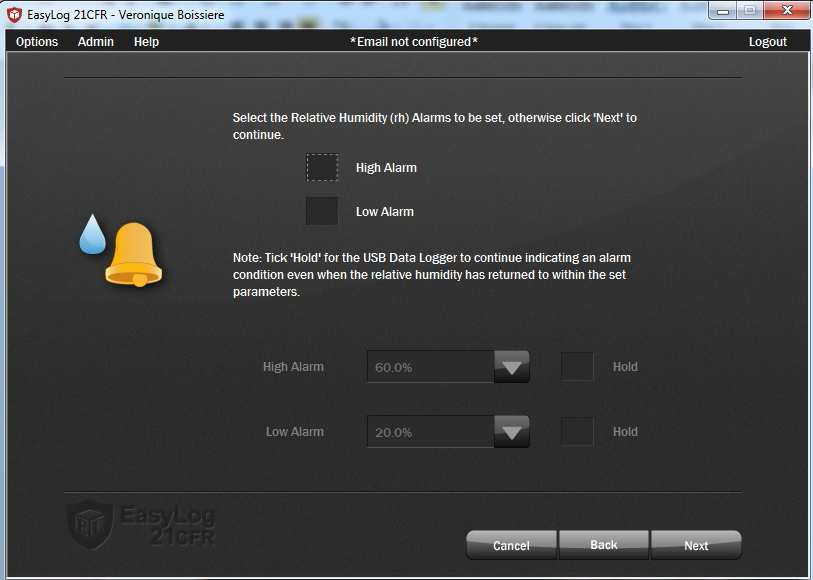 EasyLog 21CFR - Veronique Boissiere
Options Admin Help *Email not configured* Logout
Select the Relative Humidity (rh) Alarms to be set, otherwise click 'Next' to
continue.
High Alarm
Low Alarm
Note: Tick 'Hold' for the USB Data Logger to continue indicating an alarm
condition even when the relative humidity has returned to within the set
parameters.
High Alarm 60.0% Hold
Low Alarm 20.0% Hold
EasyLog
21CFR
Cancel Back Next